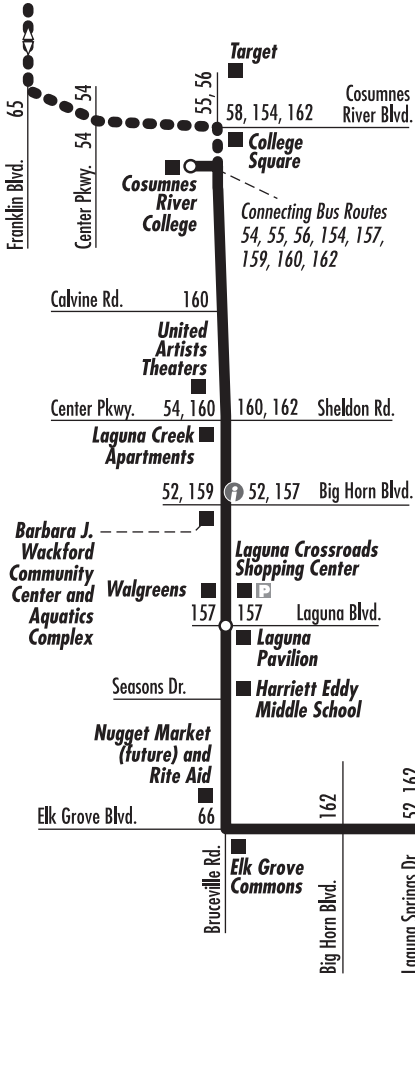 Target
65
54
54
55, 56
Cosumnes
58, 154, 162
River Blvd.
Franklin Blvd.
Center Pkwy.
College
Square
Cosumnes
River
College
Connecting Bus Routes
54, 55, 56, 154, 157,
159, 160, 162
Calvine Rd.
160
United
Artists
Theaters
Center Pkwy.
54, 160
160, 162
Sheldon Rd.
Laguna Creek
Apartments
52, 159
i
52, 157
Big Horn Blvd.
Barbara J.
Wackford
Community
Center and
Aquatics
Complex
Laguna Crossroads
Shopping Center
Walgreens
P
157
157
Laguna Blvd.
Laguna
Pavilion
Seasons Dr.
Harriett Eddy
Middle School
Nugget Market
(future) and
Rite Aid
Elk Grove Blvd.
66
162
52, 162
Bruceville Rd.
Elk Grove
Commons
Big Horn Blvd.
Laguna Springs Dr